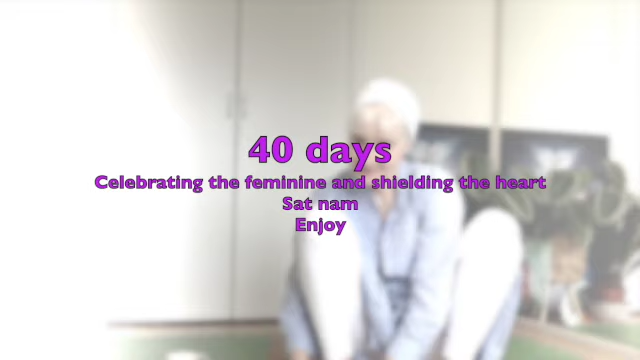 40 days
Celebrating the feminine and shielding the heart
Sat nam
Enjoy